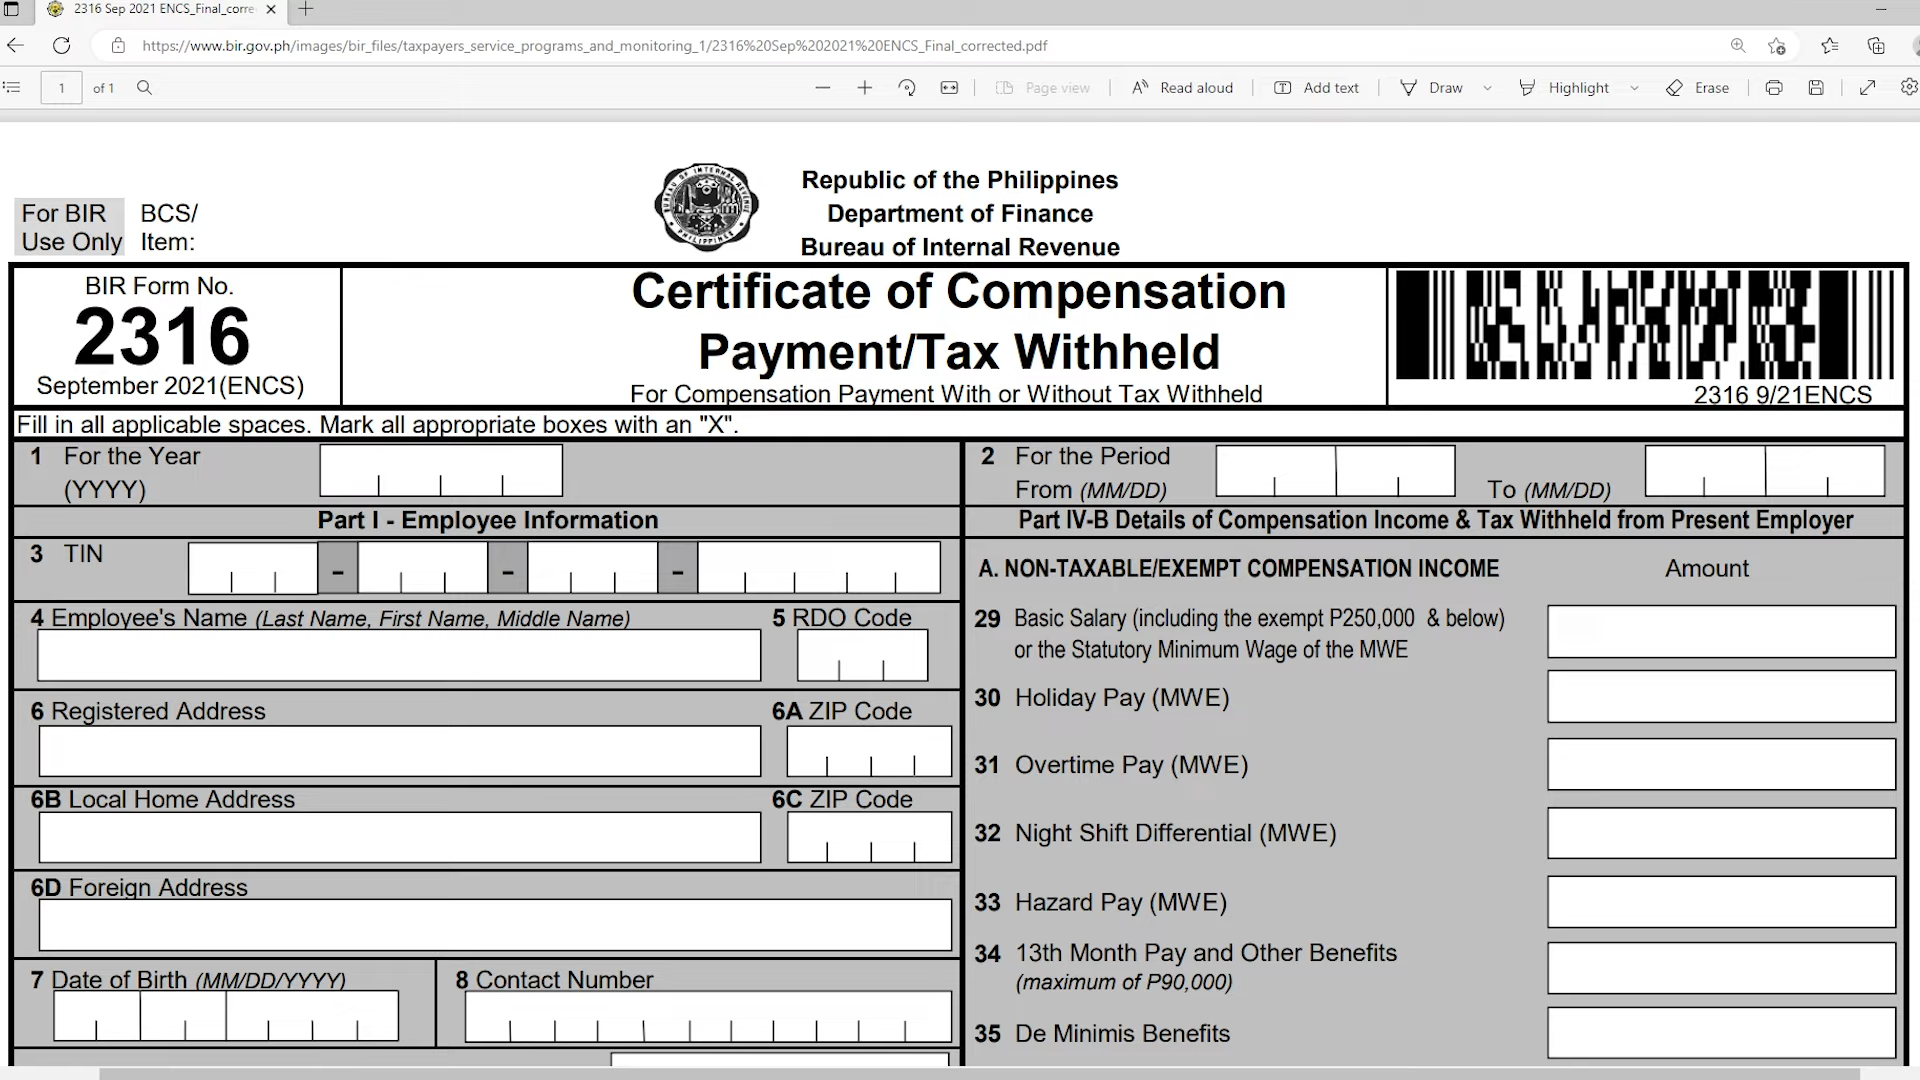 2316 Sep 2021 ENCS_Final_corre
https://www.bir.gov.ph/images/bir_files/taxpayers_service_programs_and_monitoring_1/2316%20Sep%202021%20ENCS_Final_corrected.pdf
1 of 1 Page view Read aloud Add text Draw Highlight Erase
Republic of the Philippines
Department of Finance
Bureau of Internal Revenue
For BIR BCS/
Use Only Item:
BIR Form No.
2316
September 2021(ENCS)
Certificate of Compensation
Payment/Tax Withheld
For Compensation Payment With or Without Tax Withheld
2316 9/21ENCS
Fill in all applicable spaces. Mark all appropriate boxes with an "X".
1 For the Year
(YYYY)
2 For the Period
From (MM/DD) To (MM/DD)
Part I - Employee Information
3 TIN - - -
4 Employee's Name (Last Name, First Name, Middle Name) 5 RDO Code
6 Registered Address 6A ZIP Code
6B Local Home Address 6C ZIP Code
6D Foreign Address
7 Date of Birth (MM/DD/YYYY) 8 Contact Number
Part IV-B Details of Compensation Income & Tax Withheld from Present Employer
A. NON-TAXABLE/EXEMPT COMPENSATION INCOME Amount
29 Basic Salary (including the exempt P250,000 & below)
or the Statutory Minimum Wage of the MWE
30 Holiday Pay (MWE)
31 Overtime Pay (MWE)
32 Night Shift Differential (MWE)
33 Hazard Pay (MWE)
34 13th Month Pay and Other Benefits
(maximum of P90,000)
35 De Minimis Benefits